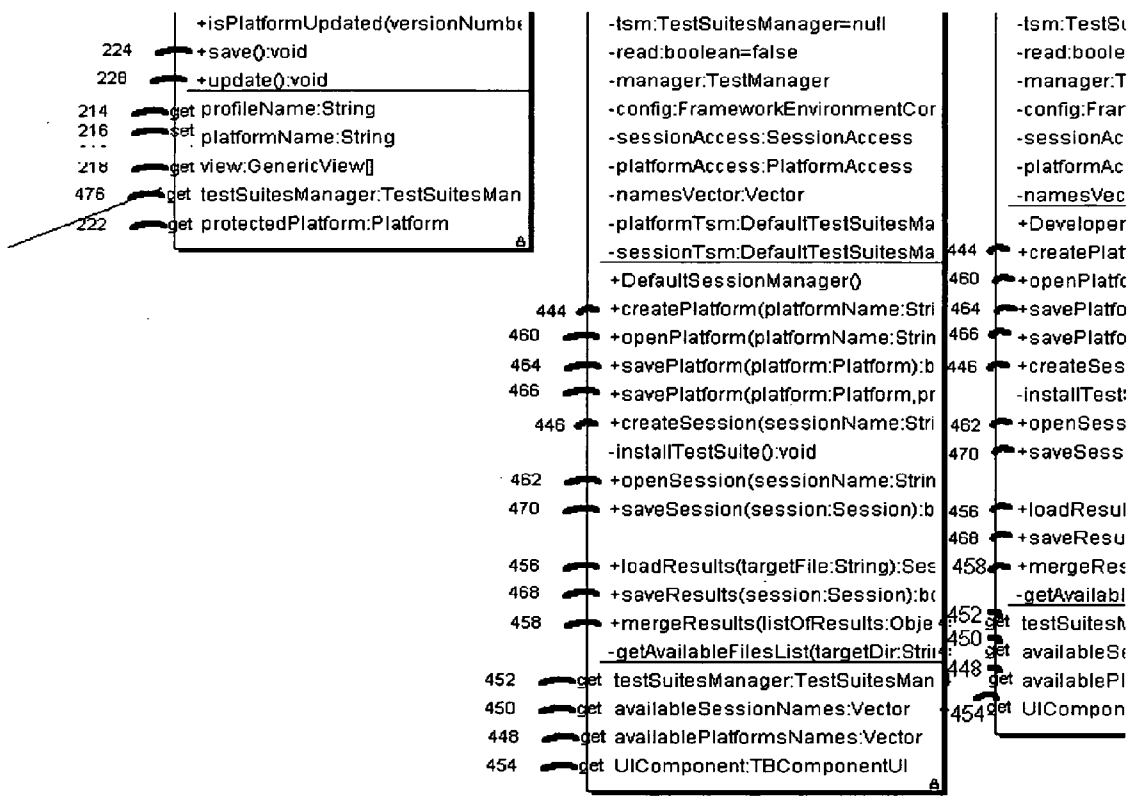 +isPlatformUpdated(versionNumbe
224 +save():void
228 +update():void
214 get profileName:String
216 set platformName:String
218 get view:GenericView[]
476 get testSuitesManager:TestSuitesMan
222 get protectedPlatform:Platform
-tsm:TestSuitesManager=null
-read:boolean=false
-manager:TestManager
-config:FrameworkEnvironmentCor
-sessionAccess:SessionAccess
-platformAccess:PlatformAccess
-namesVector:Vector
-platformTsm:DefaultTestSuitesMa
-sessionTsm:DefaultTestSuitesMa
+DefaultSessionManager()
444 +createPlatform(platformName:Stri
460 +openPlatform(platformName:Strin
464 +savePlatform(platform:Platform):b
466 +savePlatform(platform:Platform,pr
446 +createSession(sessionName:Stri
-installTestSuite():void
462 +openSession(sessionName:Strin
470 +saveSession(session:Session):b
456 +loadResults(targetFile:String):Ses
468 +saveResults(session:Session):bo
458 +mergeResults(listOfResults:Obje
-getAvailableFilesList(targetDir:Strin
452 get testSuitesManager:TestSuitesMan
450 get availableSessionNames:Vector
448 get availablePlatformsNames:Vector
454 get UIComponent:TBComponentUI
-tsm:TestSu
-read:boole
-manager:T
-config:Frar
-sessionAc
-platformAc
-namesVec
+Developer
444 +createPlat
460 +openPlatfo
464 +savePlatfo
466 +savePlatfo
446 +createSes
-installTest
462 +openSess
470 +saveSess
456 +loadResul
468 +saveResu
458 +mergeRes
-getAvailabl
452 get testSuitesM
450 get availableSe
448 get availablePl
454 get UICompon